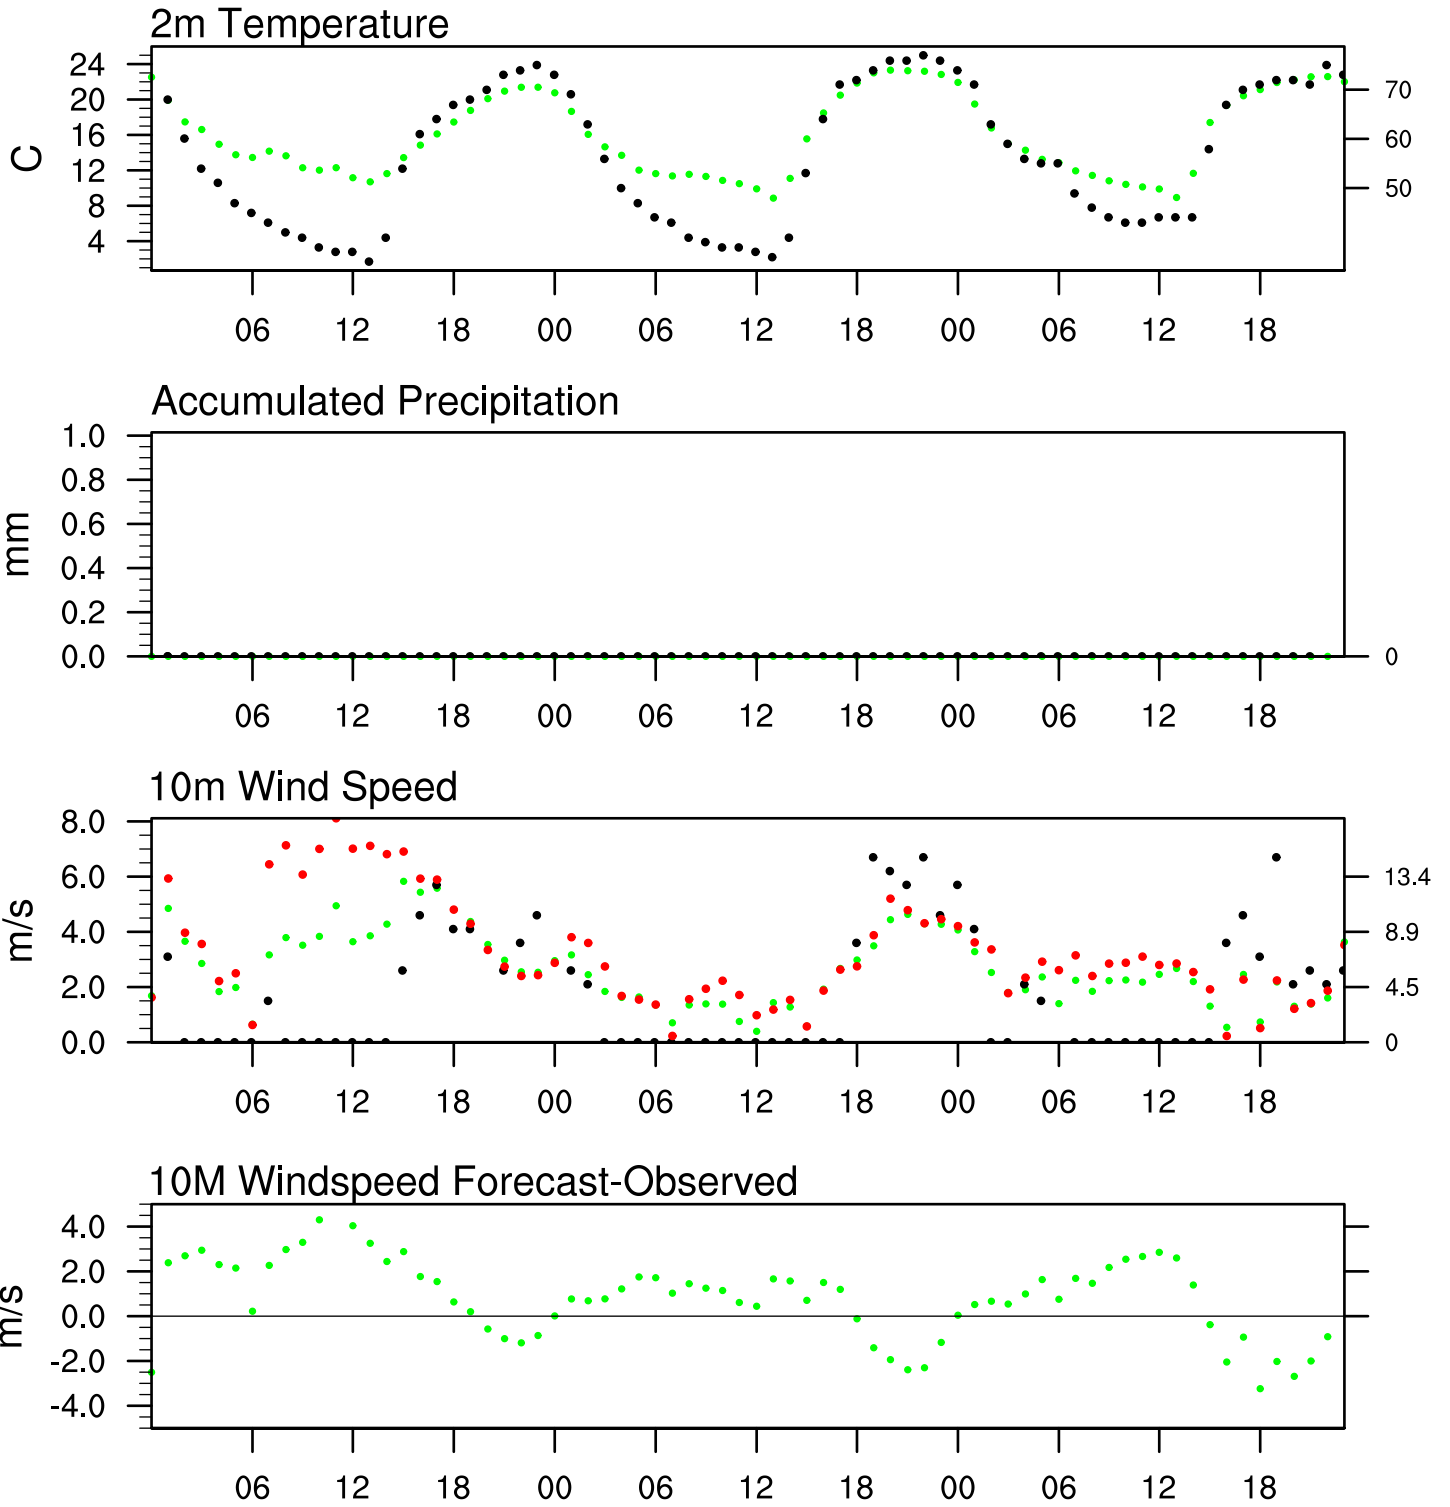 2m Temperature
24
20
16
12
8
4
C
70
60
50
06 12 18 00 06 12 18 00 06 12 18
Accumulated Precipitation
1.0
0.8
0.6
0.4
0.2
0.0
mm
0
06 12 18 00 06 12 18 00 06 12 18
10m Wind Speed
8.0
6.0
4.0
2.0
0.0
m/s
13.4
8.9
4.5
0
06 12 18 00 06 12 18 00 06 12 18
10M Windspeed Forecast-Observed
4.0
2.0
0.0
-2.0
-4.0
m/s
06 12 18 00 06 12 18 00 06 12 18